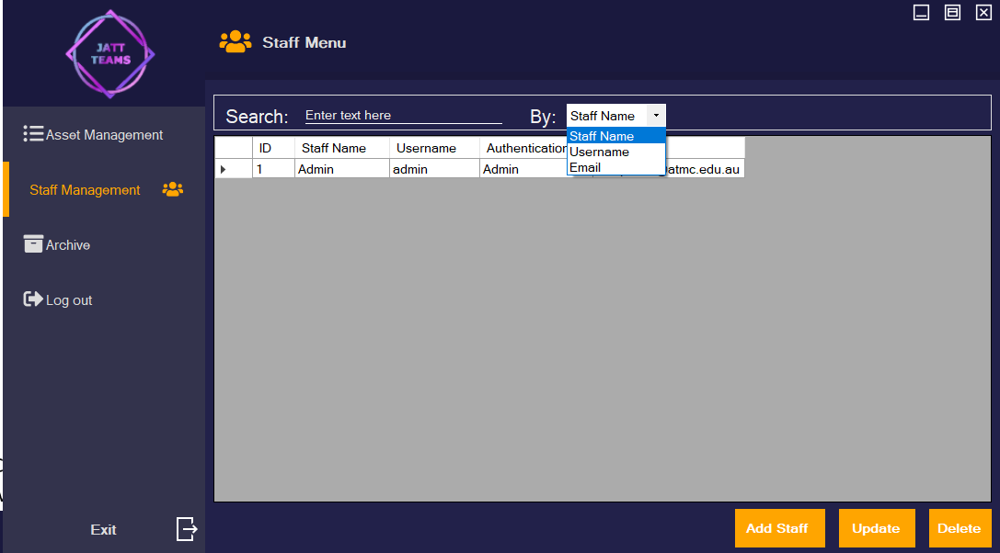 JATT
TEAMS
Staff Menu
Asset Management
Staff Management
Archive
Log out
Exit
Search: Enter text here By: Staff Name
Staff Name
Username
Email
ID Staff Name Username Authentication
1 Admin admin Admin atmc.edu.au
Add Staff Update Delete